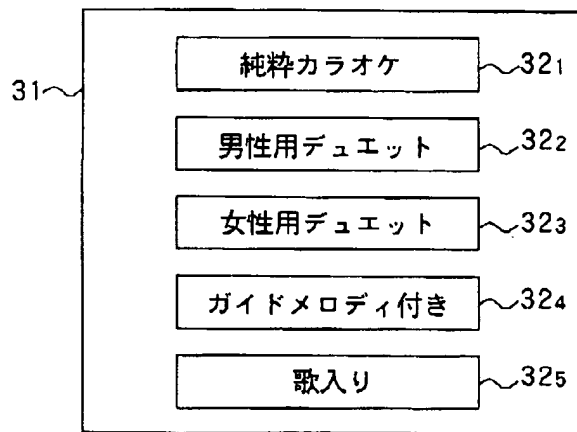 純粋カラオケ 32₁
31
男性用デュエット 32₂
女性用デュエット 32₃
ガイドメロディ付き 32₄
歌入り 32₅